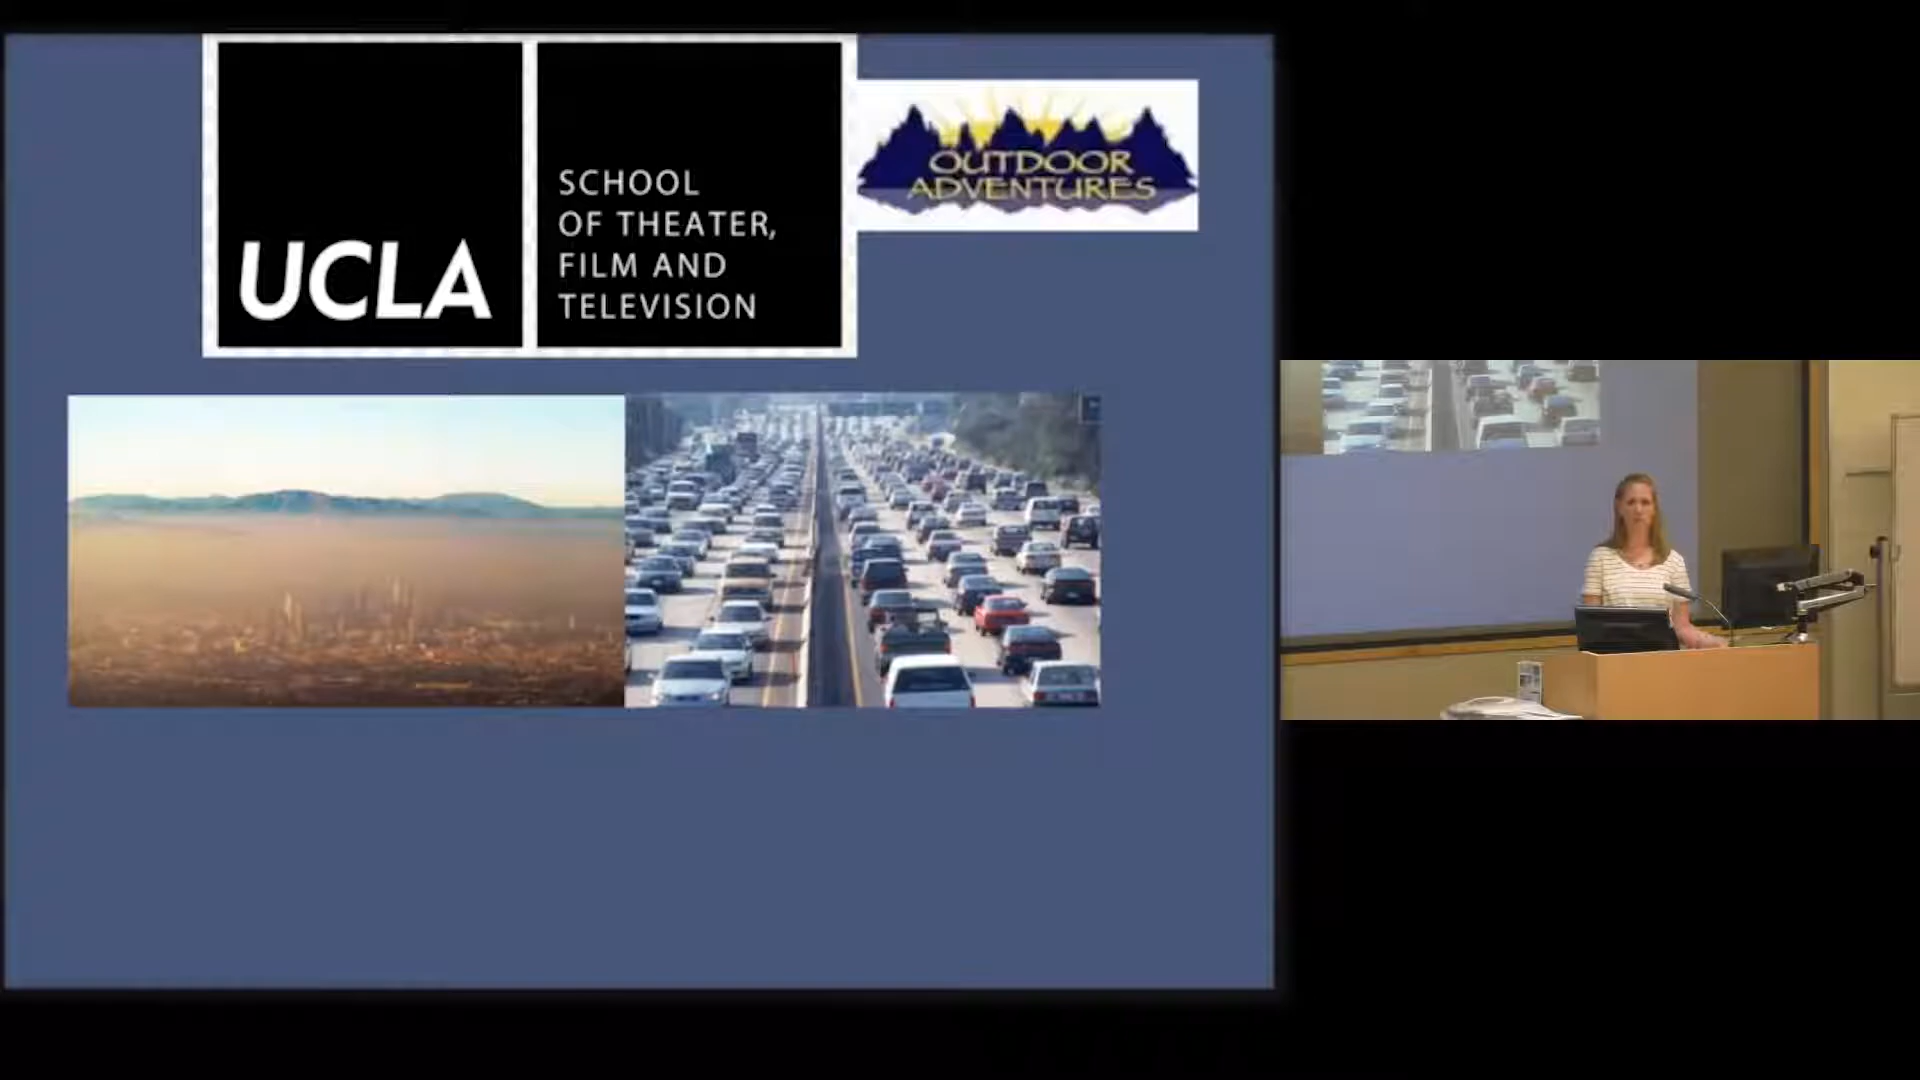 UCLA
SCHOOL
OF THEATER,
FILM AND
TELEVISION
OUTDOOR
ADVENTURES